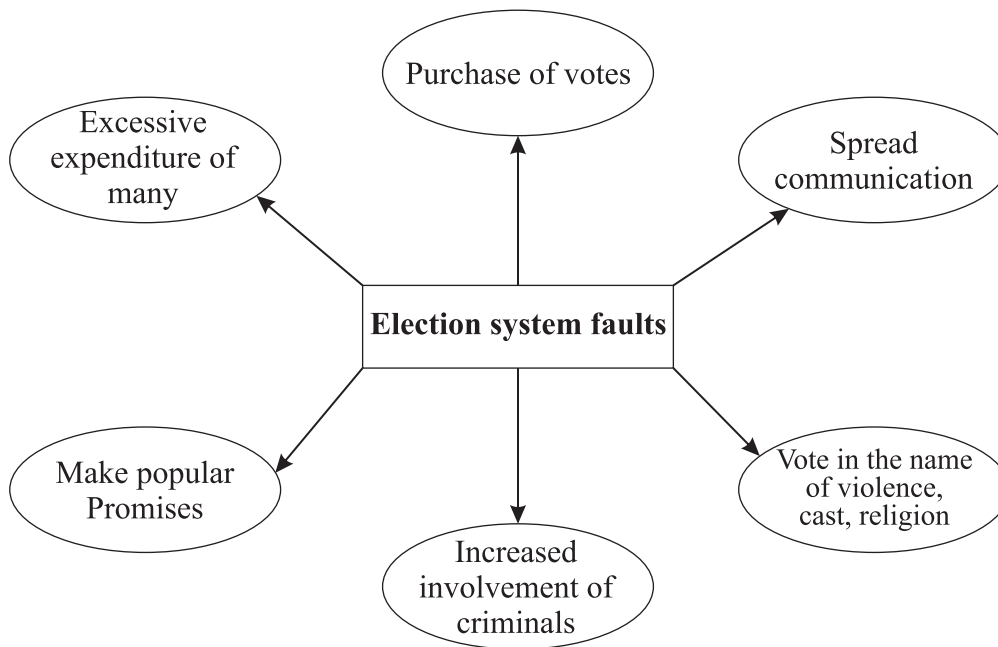 Purchase of votes
Excessive
expenditure of
many
Spread
communication
Election system faults
Make popular
Promises
Vote in the name
of violence,
cast, religion
Increased
involvement of
criminals